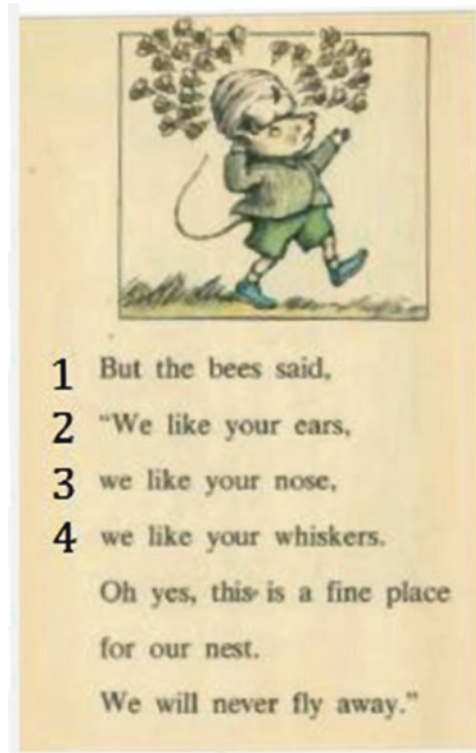 1 But the bees said,
2 "We like your ears,
3 we like your nose,
4 we like your whiskers.
Oh yes, this is a fine place
for our nest.
We will never fly away."